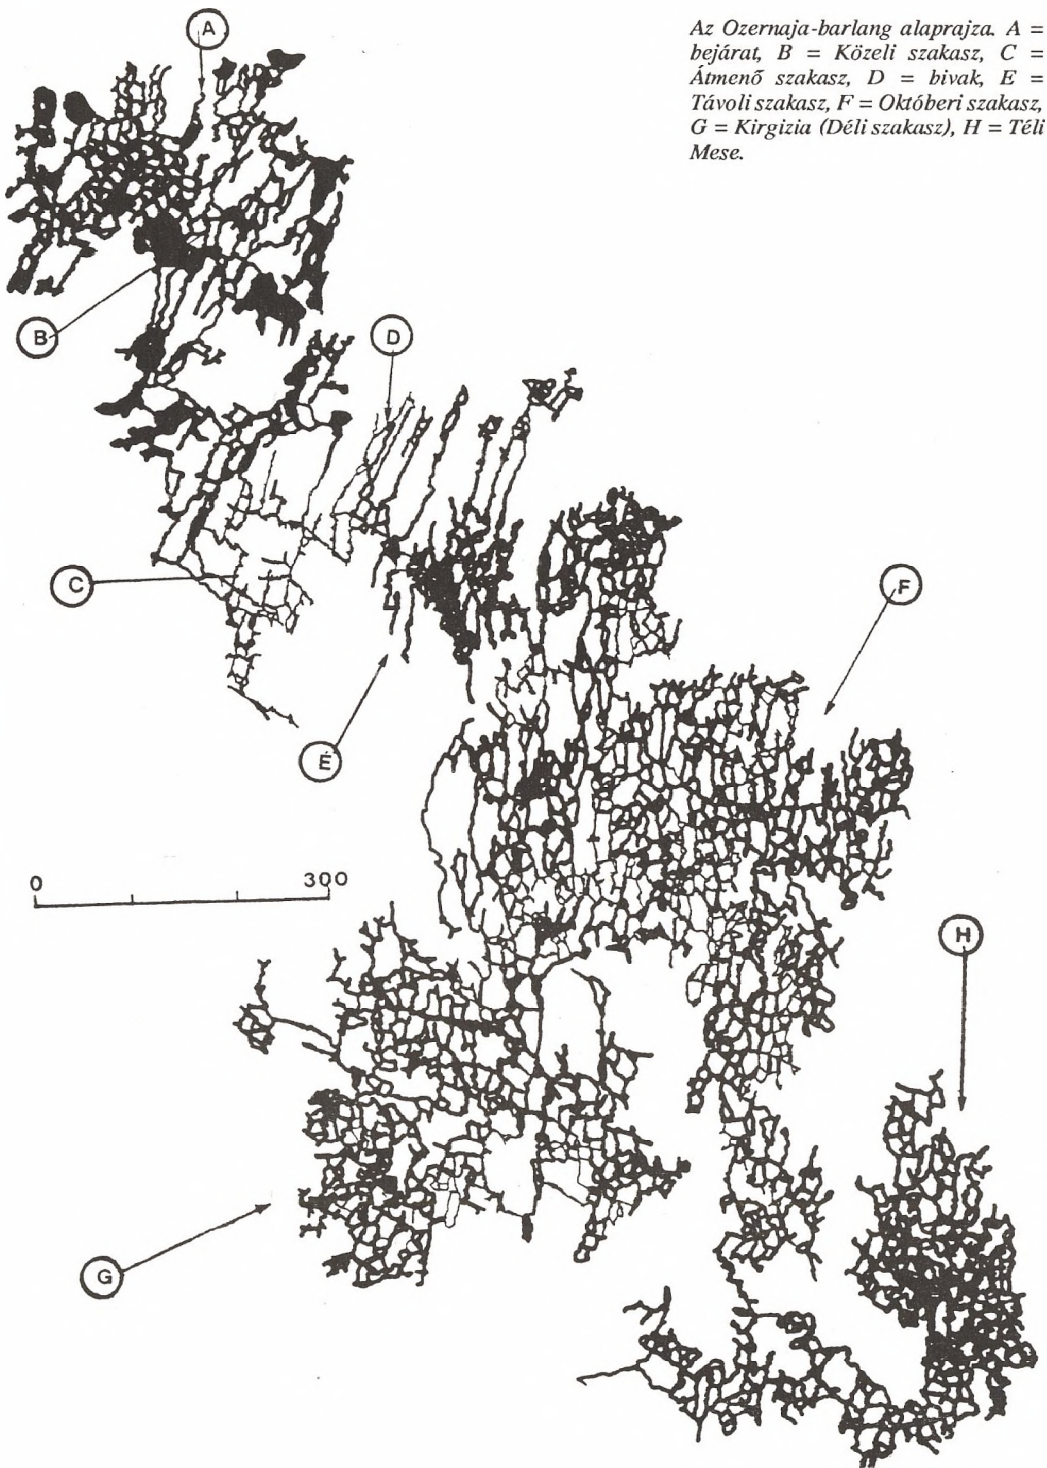 Az Ozernaja-barlang alaprajza. A =
bejárat, B = Közeli szakasz, C =
Átmenő szakasz, D = bivak, E =
Távoli szakasz, F = Októberi szakasz,
G = Kirgizia (Déli szakasz), H = Téli
Mese.
A
B
D
C
F
É
0 300
H
G